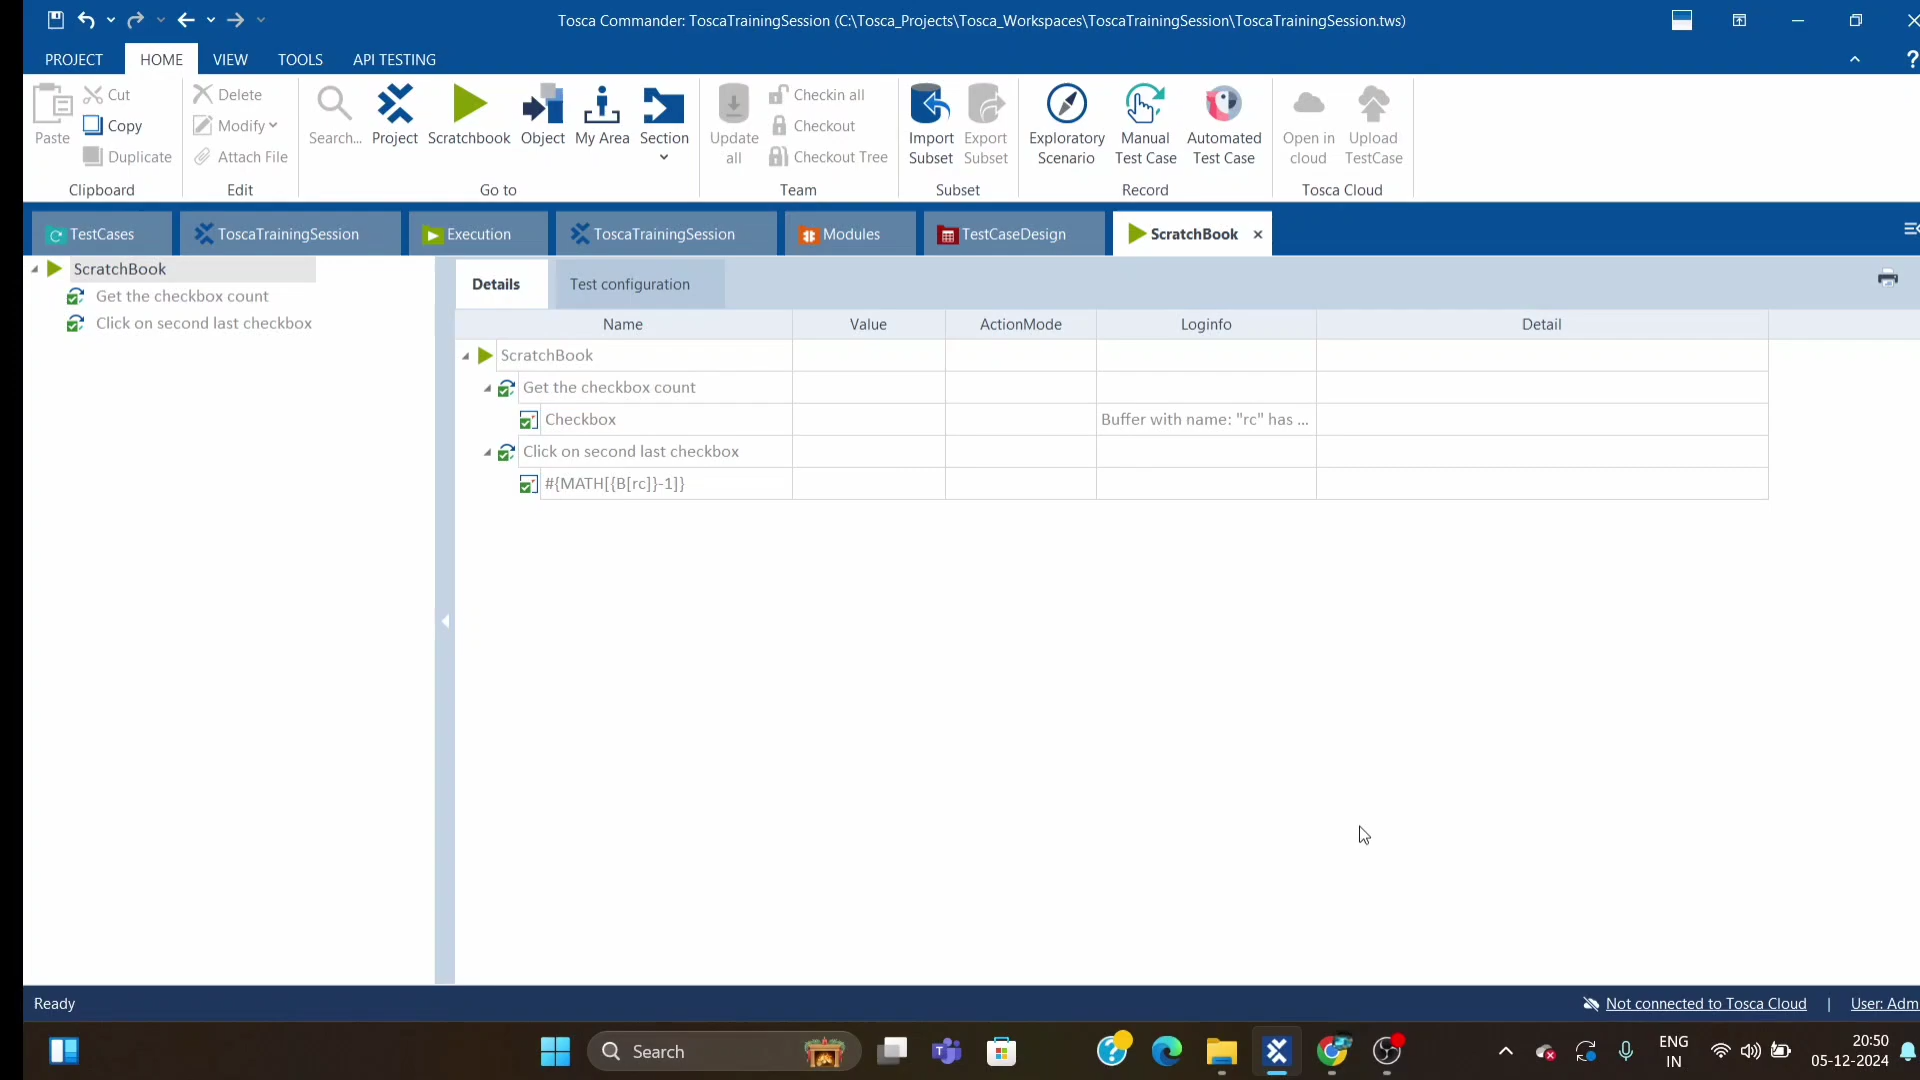 Tosca Commander: ToscaTrainingSession (C:\Tosca_Projects\Tosca_Workspaces\ToscaTrainingSession\ToscaTrainingSession.tws)
PROJECT HOME VIEW TOOLS API TESTING ?
Paste Cut Copy Duplicate Clipboard
Delete Modify Attach File Edit
Search... Project Scratchbook Object My Area Section Go to
Update all Checkin all Checkout Checkout Tree Team
Import Subset Export Subset Subset
Exploratory Scenario Manual Test Case Automated Test Case Record
Open in cloud Upload TestCase Tosca Cloud
TestCases ToscaTrainingSession Execution ToscaTrainingSession Modules TestCaseDesign ScratchBook
ScratchBook
Get the checkbox count
Click on second last checkbox
Details Test configuration
Name Value ActionMode Loginfo Detail
ScratchBook
Get the checkbox count
Checkbox Buffer with name: "rc" has ...
Click on second last checkbox
#{MATH[{B[rc]}-1]}
Ready Not connected to Tosca Cloud | User: Adm
Search ENG 20:50
IN 05-12-2024